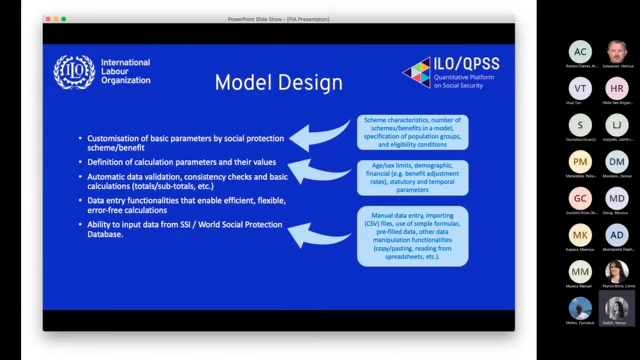 PowerPoint Slide Show - [PIA Presentation]
International
Labour
Organization
Model Design
ILO/QPSS
Quantitative Platform
on Social Security
• Customisation of basic parameters by social protection
scheme/benefit
• Definition of calculation parameters and their values
• Automatic data validation, consistency checks and basic
calculations (totals/sub-totals, etc.)
• Data entry functionalities that enable efficient, flexible,
error-free calculations
• Ability to input data from SSI / World Social Protection
Database.
Scheme characteristics, number of
schemes/benefits in a model,
specification of population groups,
and eligibility conditions
Age/sex limits, demographic,
financial (e.g. benefit adjustment
rates), statutory and temporal
parameters
Manual data entry, importing
(CSV) files, use of simple formulas,
pre-filled data, other data
manipulation functionalities
(copy/pasting, reading from
spreadsheets, etc.).
AC
VT
HR
S
LJ
PM
DM
GC
MD
MK
AD
MM